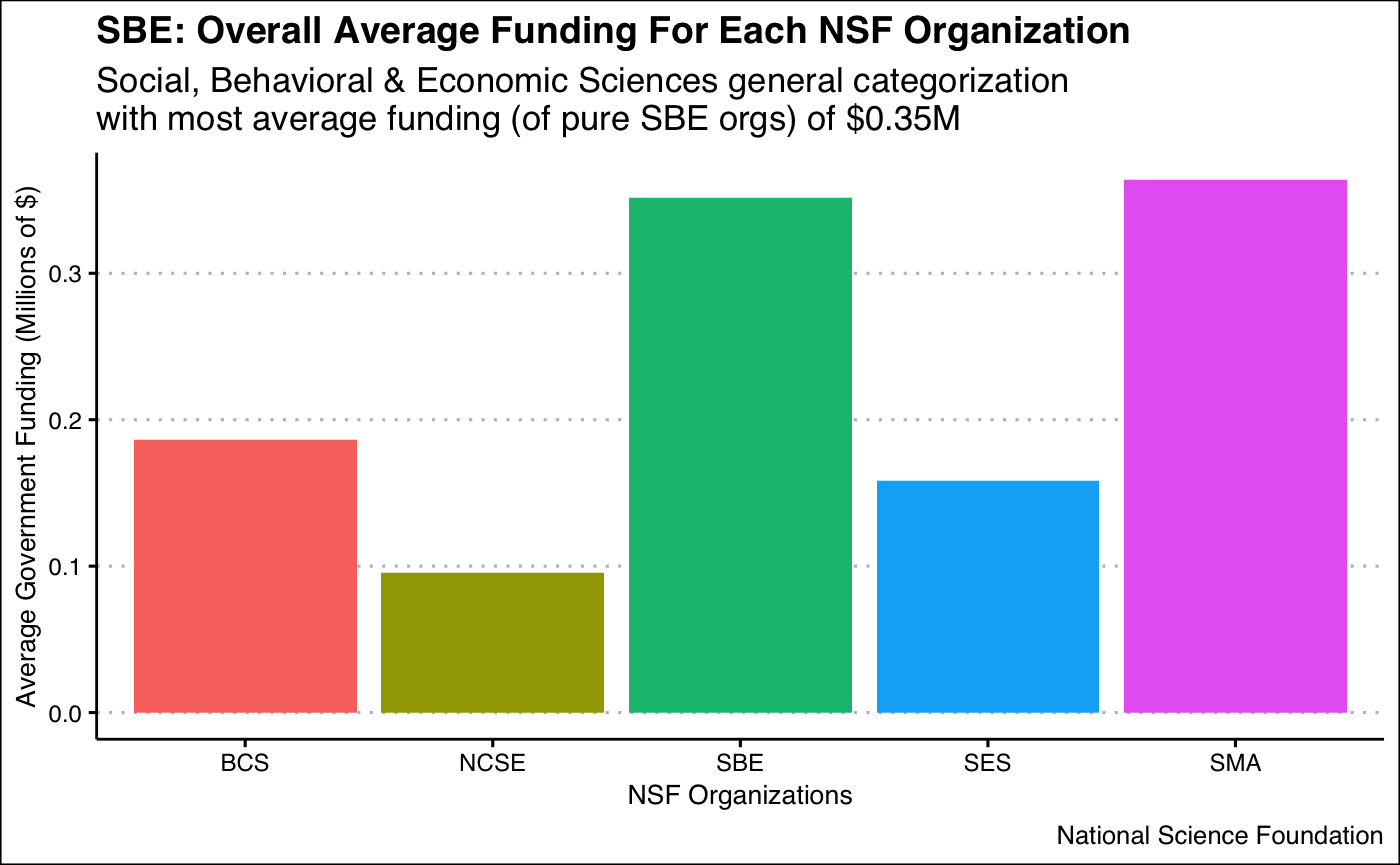 SBE: Overall Average Funding For Each NSF Organization
Social, Behavioral & Economic Sciences general categorization
with most average funding (of pure SBE orgs) of $0.35M
Average Government Funding (Millions of $)
0.3
0.2
0.1
0.0
BCS NCSE SBE SES SMA
NSF Organizations
National Science Foundation